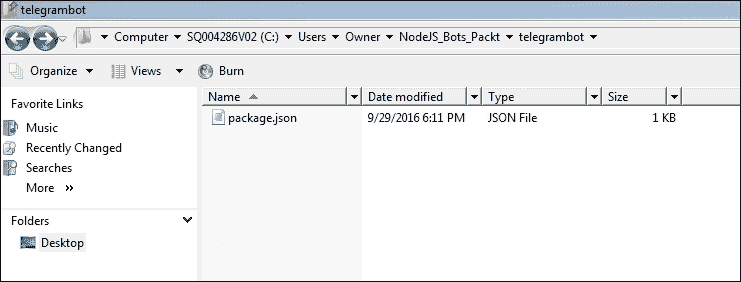 telegrambot
Computer ▸ SQ004286V02 (C:) ▸ Users ▸ Owner ▸ NodeJS_Bots_Packt ▸ telegrambot
Organize Views Burn
Favorite Links
Music
Recently Changed
Searches
More »
Folders
Desktop
Name Date modified Type Size
package.json 9/29/2016 6:11 PM JSON File 1 KB